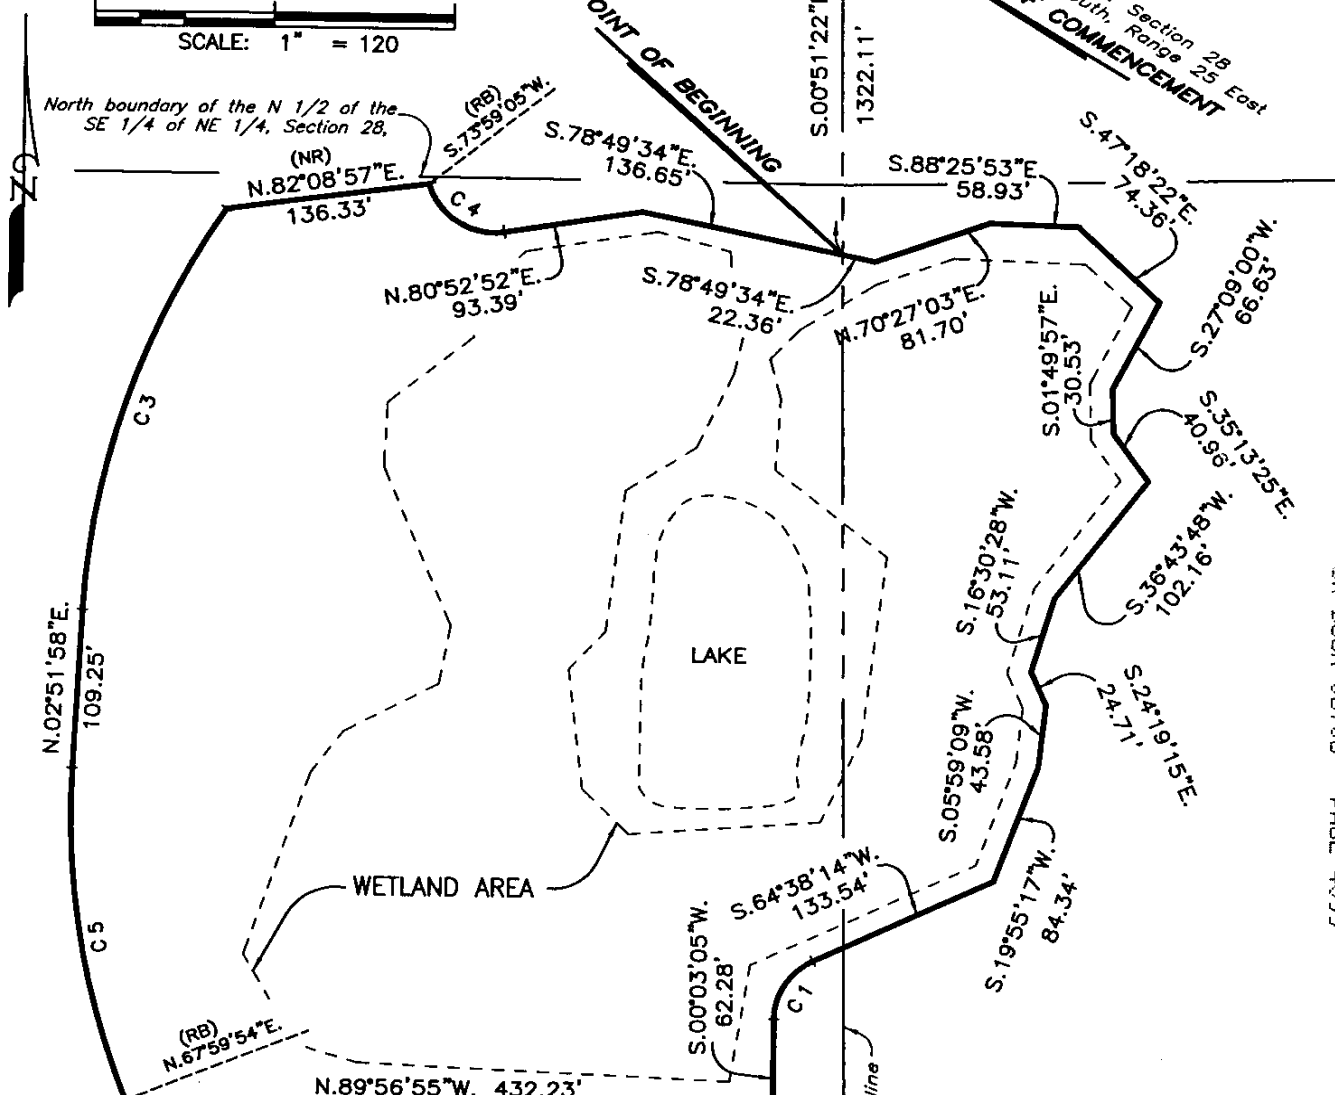 SCALE: 1" = 120
North boundary of the N 1/2 of the
SE 1/4 of NE 1/4, Section 28,
(RB)
S.73°59'05"W.
(NR)
N.82°08'57"E.
136.33'
C 4
S.78°49'34"E.
136.65'
OINT OF BEGINNING
S.00°51'22"E
1322.11'
Section 28
outh, Range 25 East
COMMENCEMENT
S.88°25'53"E
58.93'
S.47°18'22"E.
74.36'
S.27°09'00"W.
66.63'
N.80°52'52"E.
93.39'
S.78°49'34"E.
22.36'
N.70°27'03"E.
81.70'
S.01°49'57"E.
30.53'
S.35°13'25"E.
40.96'
C 3
S.36°43'48"W.
102.16'
S.16°30'28"W.
53.11'
LAKE
N.02°51'58"E.
109.25'
S.24°19'15"E.
24.71'
S.05°59'09"W.
43.58'
WETLAND AREA
S.64°38'14"W.
133.54'
S.19°55'17"W.
84.34'
C 5
S.00°03'05"W.
62.28'
C 1
(RB)
N.67°59'54"E.
N.89°56'55"W. 432.23'
line